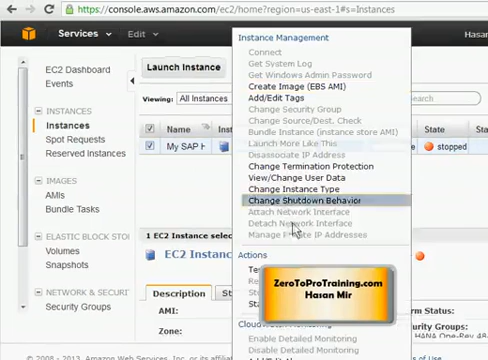 https://console.aws.amazon.com/ec2/home?region=us-east-1#s=Instances
Services
Edit
Hasan
EC2 Dashboard
Events
INSTANCES
Instances
Spot Requests
Reserved Instances
IMAGES
AMIs
Bundle Tasks
ELASTIC BLOCK STOR
Volumes
Snapshots
NETWORK & SECURI
Security Groups
Launch Instance
Viewing: All Instances
Name
My SAP H
1 EC2 Instance selec
EC2 Instanc
Description
St
AMI:
Zone:
Instance Management
Connect
Get System Log
Get Windows Admin Password
Create Image (EBS AMI)
Add/Edit Tags
Change Security Group
Change Source/Dest. Check
Bundle Instance (instance store AMI)
Launch More Like This
Disassociate IP Address
Change Termination Protection
View/Change User Data
Change Instance Type
Change Shutdown Behavior
Attach Network Interface
Detach Network Interface
Manage Private IP Addresses
Actions
Te
Sta
CloudWatch Monitoring
Enable Detailed Monitoring
Disable Detailed Monitoring
ZeroToProTraining.com
Hasan Mir
earch
State
S
stopped
rm Status:
Security Groups:
HANA One-Rev 48
© 2008 - 2013, Amazon Web Services, Inc. or its a